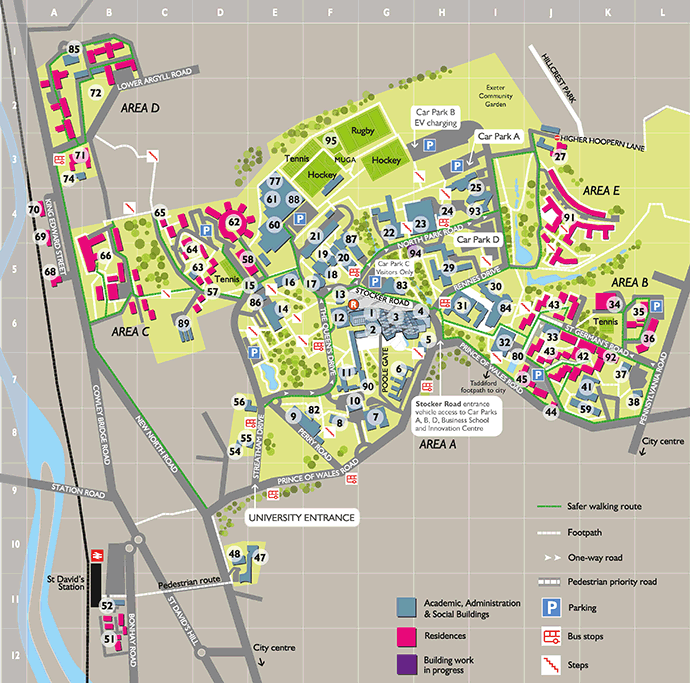 A B C D E F G H I J K L
1
2
3
4
5
6
7
8
9
10
11
12
85
LOWER ARGYLL ROAD
72
AREA D
71
74
70
KING EDWARD STREET
69
68
66
65
64
63
62
58
57
Tennis
AREA C
89
HILLCREST PARK
Exeter
Community
Garden
Car Park B
EV charging
Car Park A
HIGHER HOOPERN LANE
27
AREA E
91
Rugby
95
Tennis
MUGA
Hockey
Hockey
77
61
88
60
25
24
93
23
22
NORTH PARK ROAD
94
Car Park D
21
87
19
20
18
Car Park C
Visitors Only
83
29
RENNES DRIVE
30
31
84
15
16
17
86
14
13
STOCKER ROAD
R
12
1
2
3
4
5
6
THE QUEEN'S DRIVE
POOLE GATE
11
90
10
7
82
9
8
PERRY ROAD
AREA A
Stocker Road entrance
vehicle access to Car Parks
A, B, D, Business School
and Innovation Centre
Taddiford
footpath to city
PRINCE OF WALES ROAD
AREA B
43
34
35
Tennis
36
ST GERMAN'S ROAD
33
32
80
43
42
92
37
45
41
38
44
59
PENNSYLVANIA ROAD
City centre
56
55
54
STREATHAM DRIVE
PRINCE OF WALES ROAD
UNIVERSITY ENTRANCE
COWLEY BRIDGE ROAD
NEW NORTH ROAD
STATION ROAD
St David's
Station
Pedestrian route
48
47
52
51
BONHAY ROAD
ST DAVID'S HILL
City centre
Safer walking route
Footpath
One-way road
Pedestrian priority road
Academic, Administration
& Social Buildings
P Parking
Residences
Bus stops
Building work
in progress
Steps